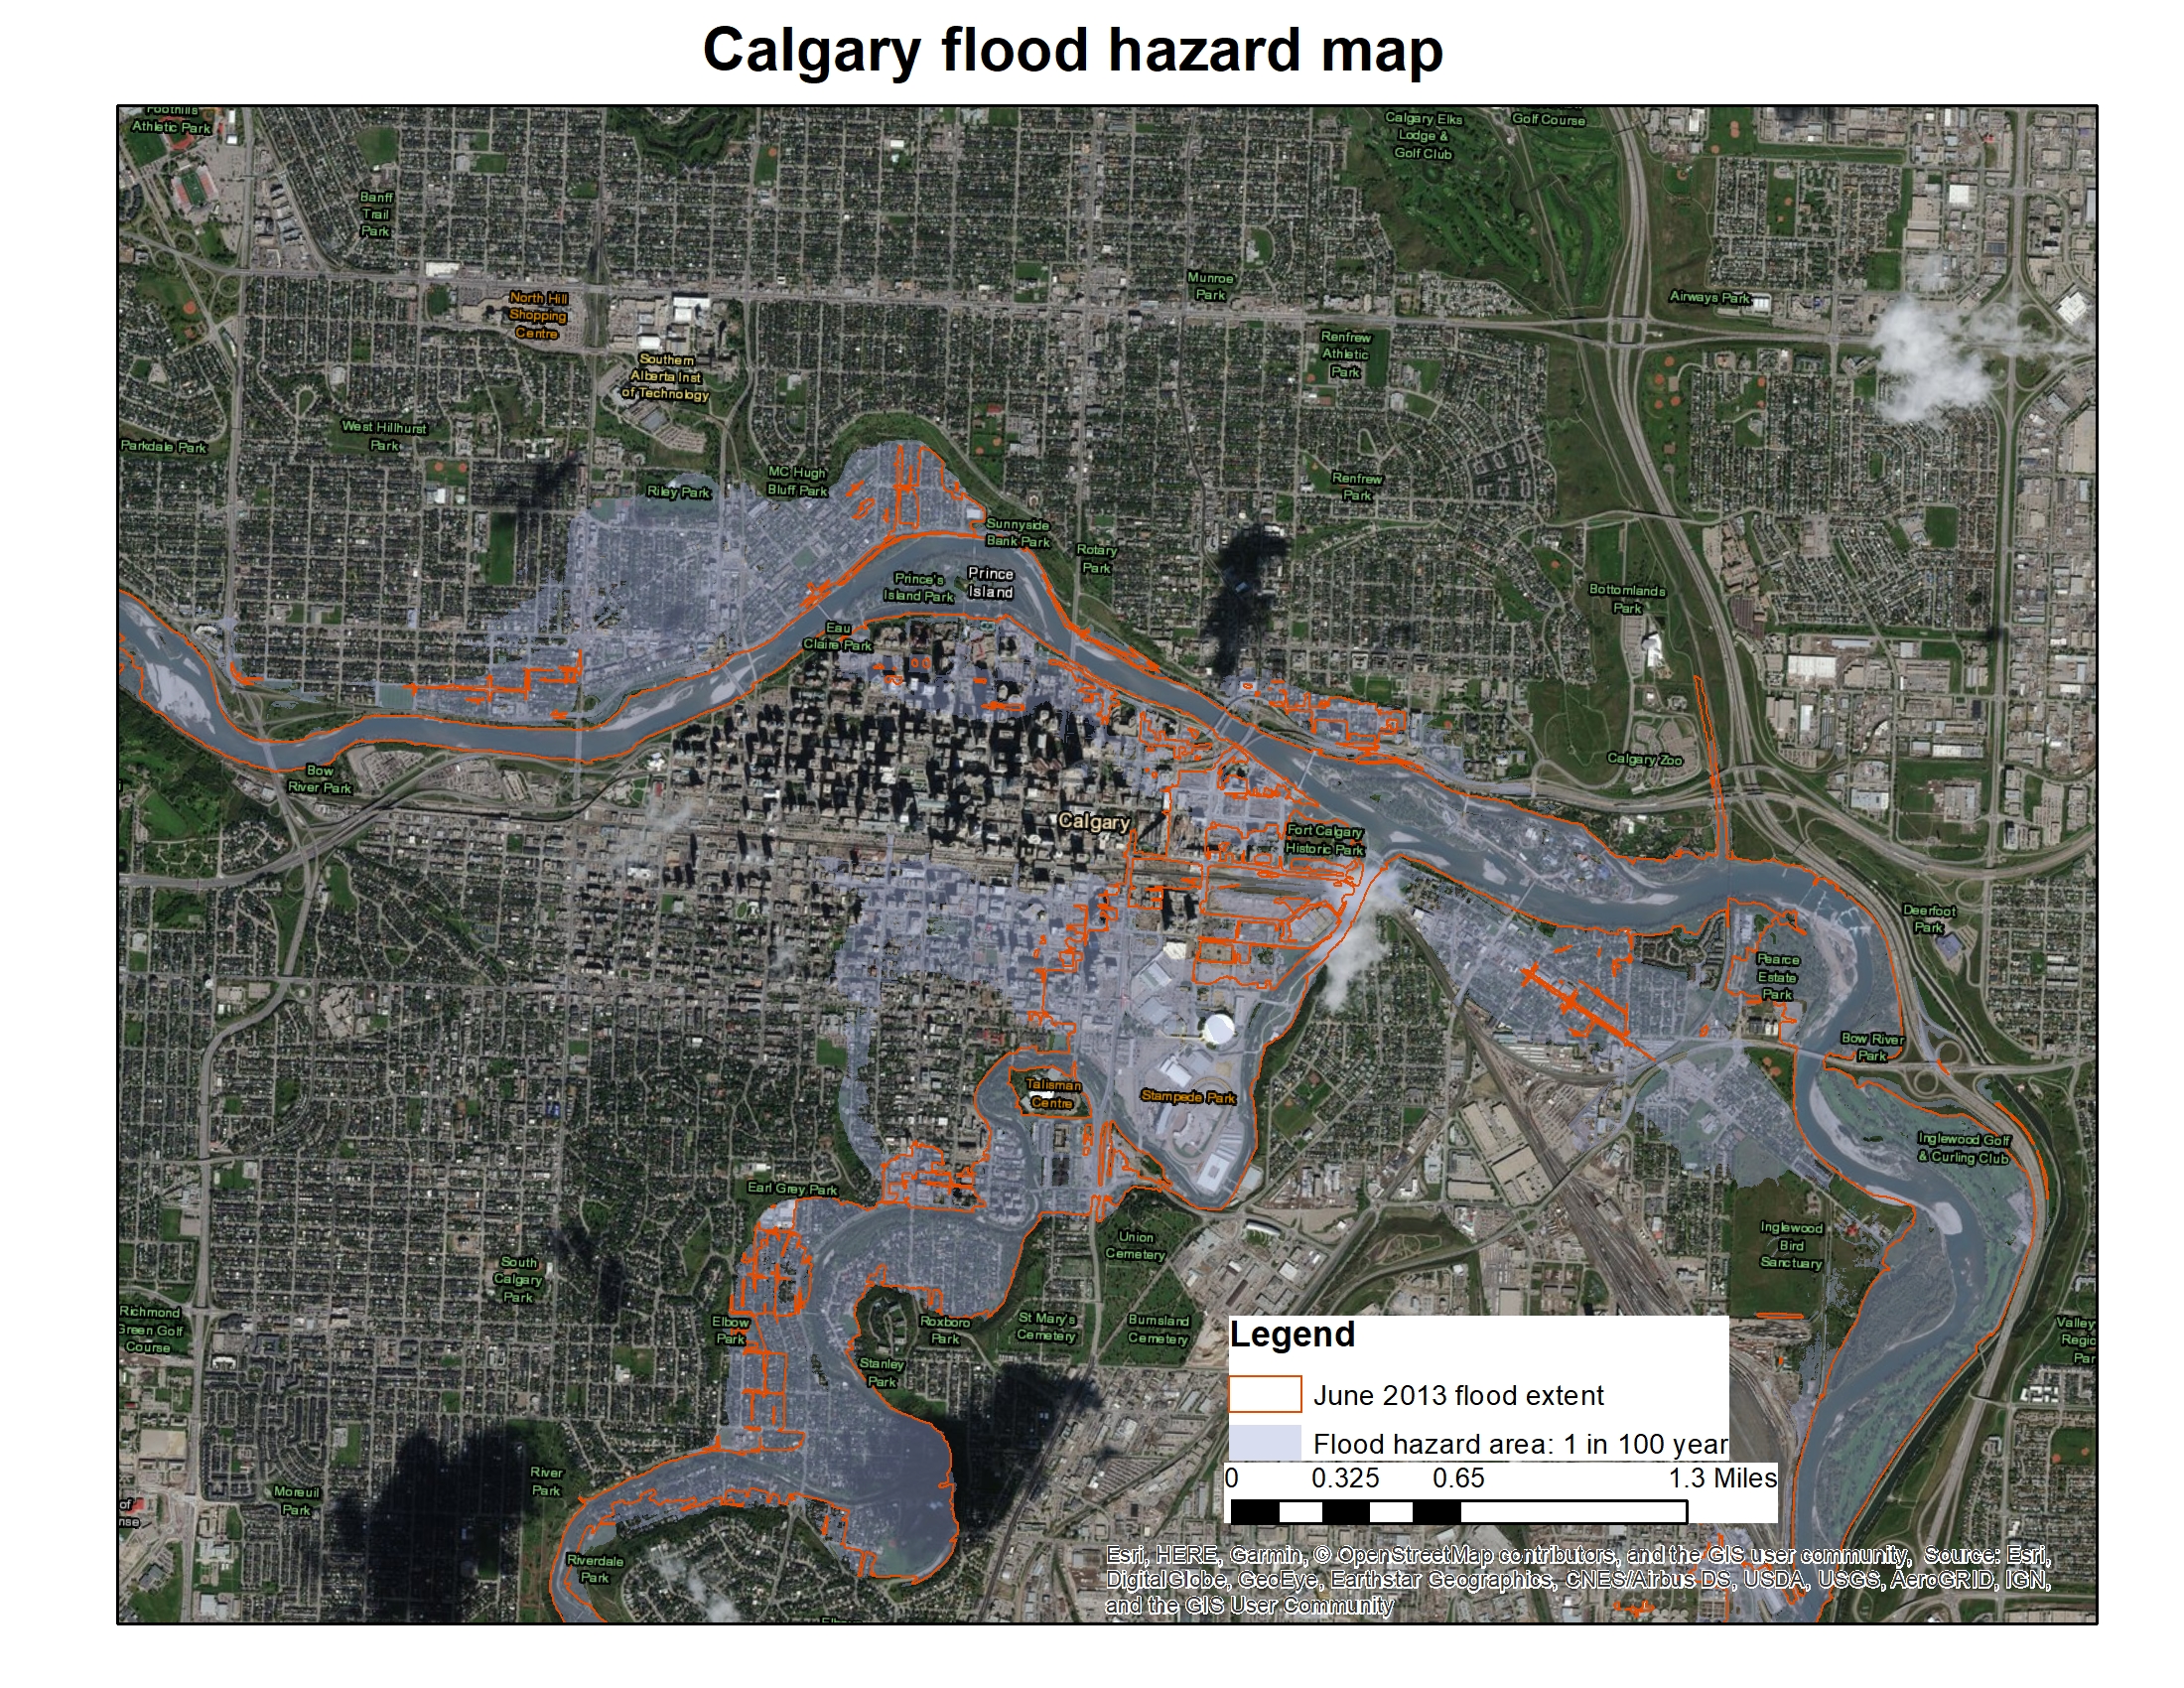 Calgary flood hazard map
Foothills
Athletic Park
Calgary Elks
Lodge &
Golf Club
Golf Course
Banff
Trail
Park
Munroe
Park
Airways Park
North Hill
Shopping
Centre
Renfrew
Athletic
Park
Southern
Alberta Inst
of Technology
West Hillhurst
Park
Parkdale Park
MC Hugh
Bluff Park
Riley Park
Renfrew
Park
Sunnyside
Bank Park
Rotary
Park
Prince's
Island Park
Prince
Island
Bottomlands
Park
Eau
Claire Park
Calgary Zoo
Bow
River Park
Calgary
Fort Calgary
Historic Park
Deerfoot
Park
Pearce
Estate
Park
Bow River
Park
Talisman
Centre
Stampede Park
Inglewood Golf
& Curling Club
Earl Grey Park
Union
Cemetery
Inglewood
Bird
Sanctuary
South
Calgary
Park
Richmond
Green Golf
Course
Elbow
Park
Roxboro
Park
St Mary's
Cemetery
Burnsland
Cemetery
Valley
Regio
Par
Stanley
Park
Legend
June 2013 flood extent
Flood hazard area: 1 in 100 year
0 0.325 0.65 1.3 Miles
River
Park
Moreuil
Park
of
nse
Riverdale
Park
Esri, HERE, Garmin, © OpenStreetMap contributors, and the GIS user community, Source: Esri,
DigitalGlobe, GeoEye, Earthstar Geographics, CNES/Airbus DS, USDA, USGS, AeroGRID, IGN,
and the GIS User Community